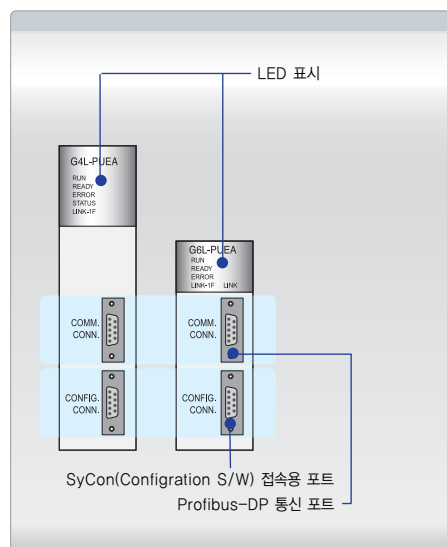 LED 표시
G4L-PUEA
RUN
READY
ERROR
STATUS
LINK-1F
G6L-PUEA
RUN
READY
ERROR
LINK-1F LINK
COMM.
CONN.
COMM.
CONN.
CONFIG.
CONN.
CONFIG.
CONN.
SyCon(Configration S/W) 접속용 포트
Profibus-DP 통신 포트